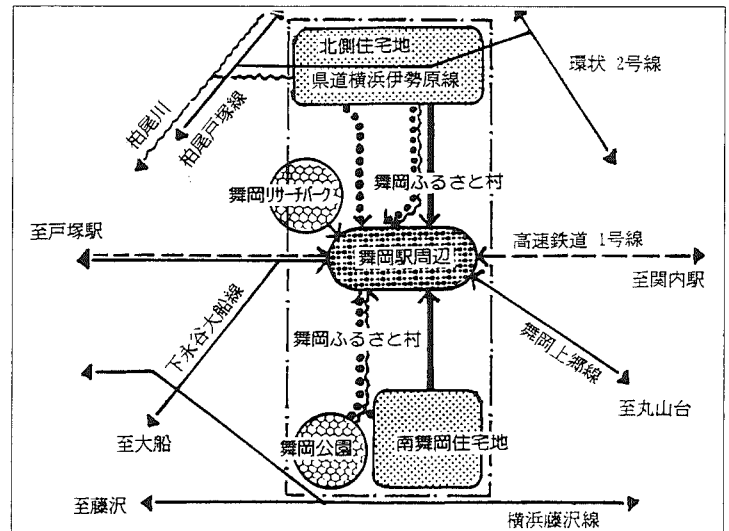 北側住宅地
県道横浜伊勢原線
環状 2号線
柏尾川
柏尾戸塚線
舞岡リサーチパーク
舞岡ふるさと村
至戸塚駅
舞岡駅周辺
高速鉄道 1号線
至関内駅
下永谷大船線
舞岡ふるさと村
舞岡上郷線
至丸山台
至大船
舞岡公園
南舞岡住宅地
至藤沢
横浜藤沢線